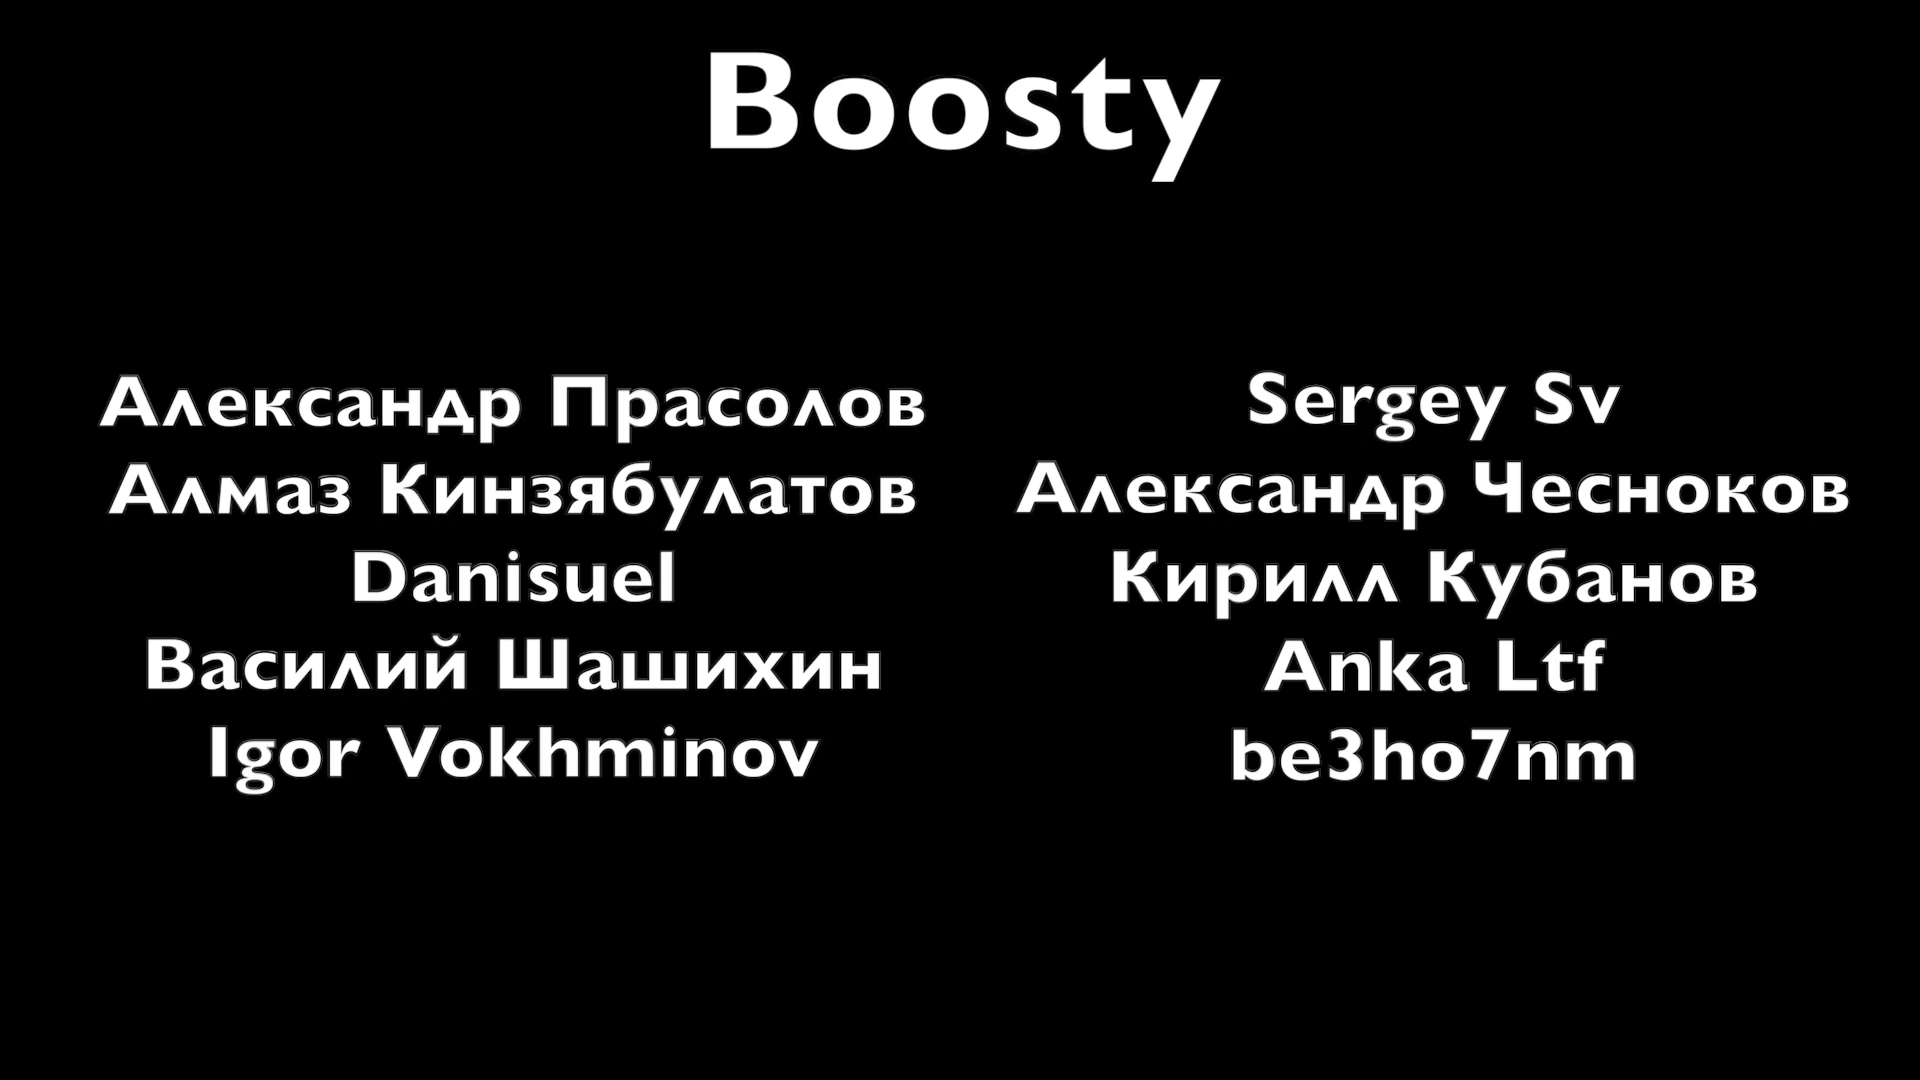 Boosty
Александр Прасолов
Алмаз Кинзябулатов
Danisuel
Василий Шашихин
Igor Vokhminov
Sergey Sv
Александр Чесноков
Кирилл Кубанов
Anka Ltf
be3ho7nm